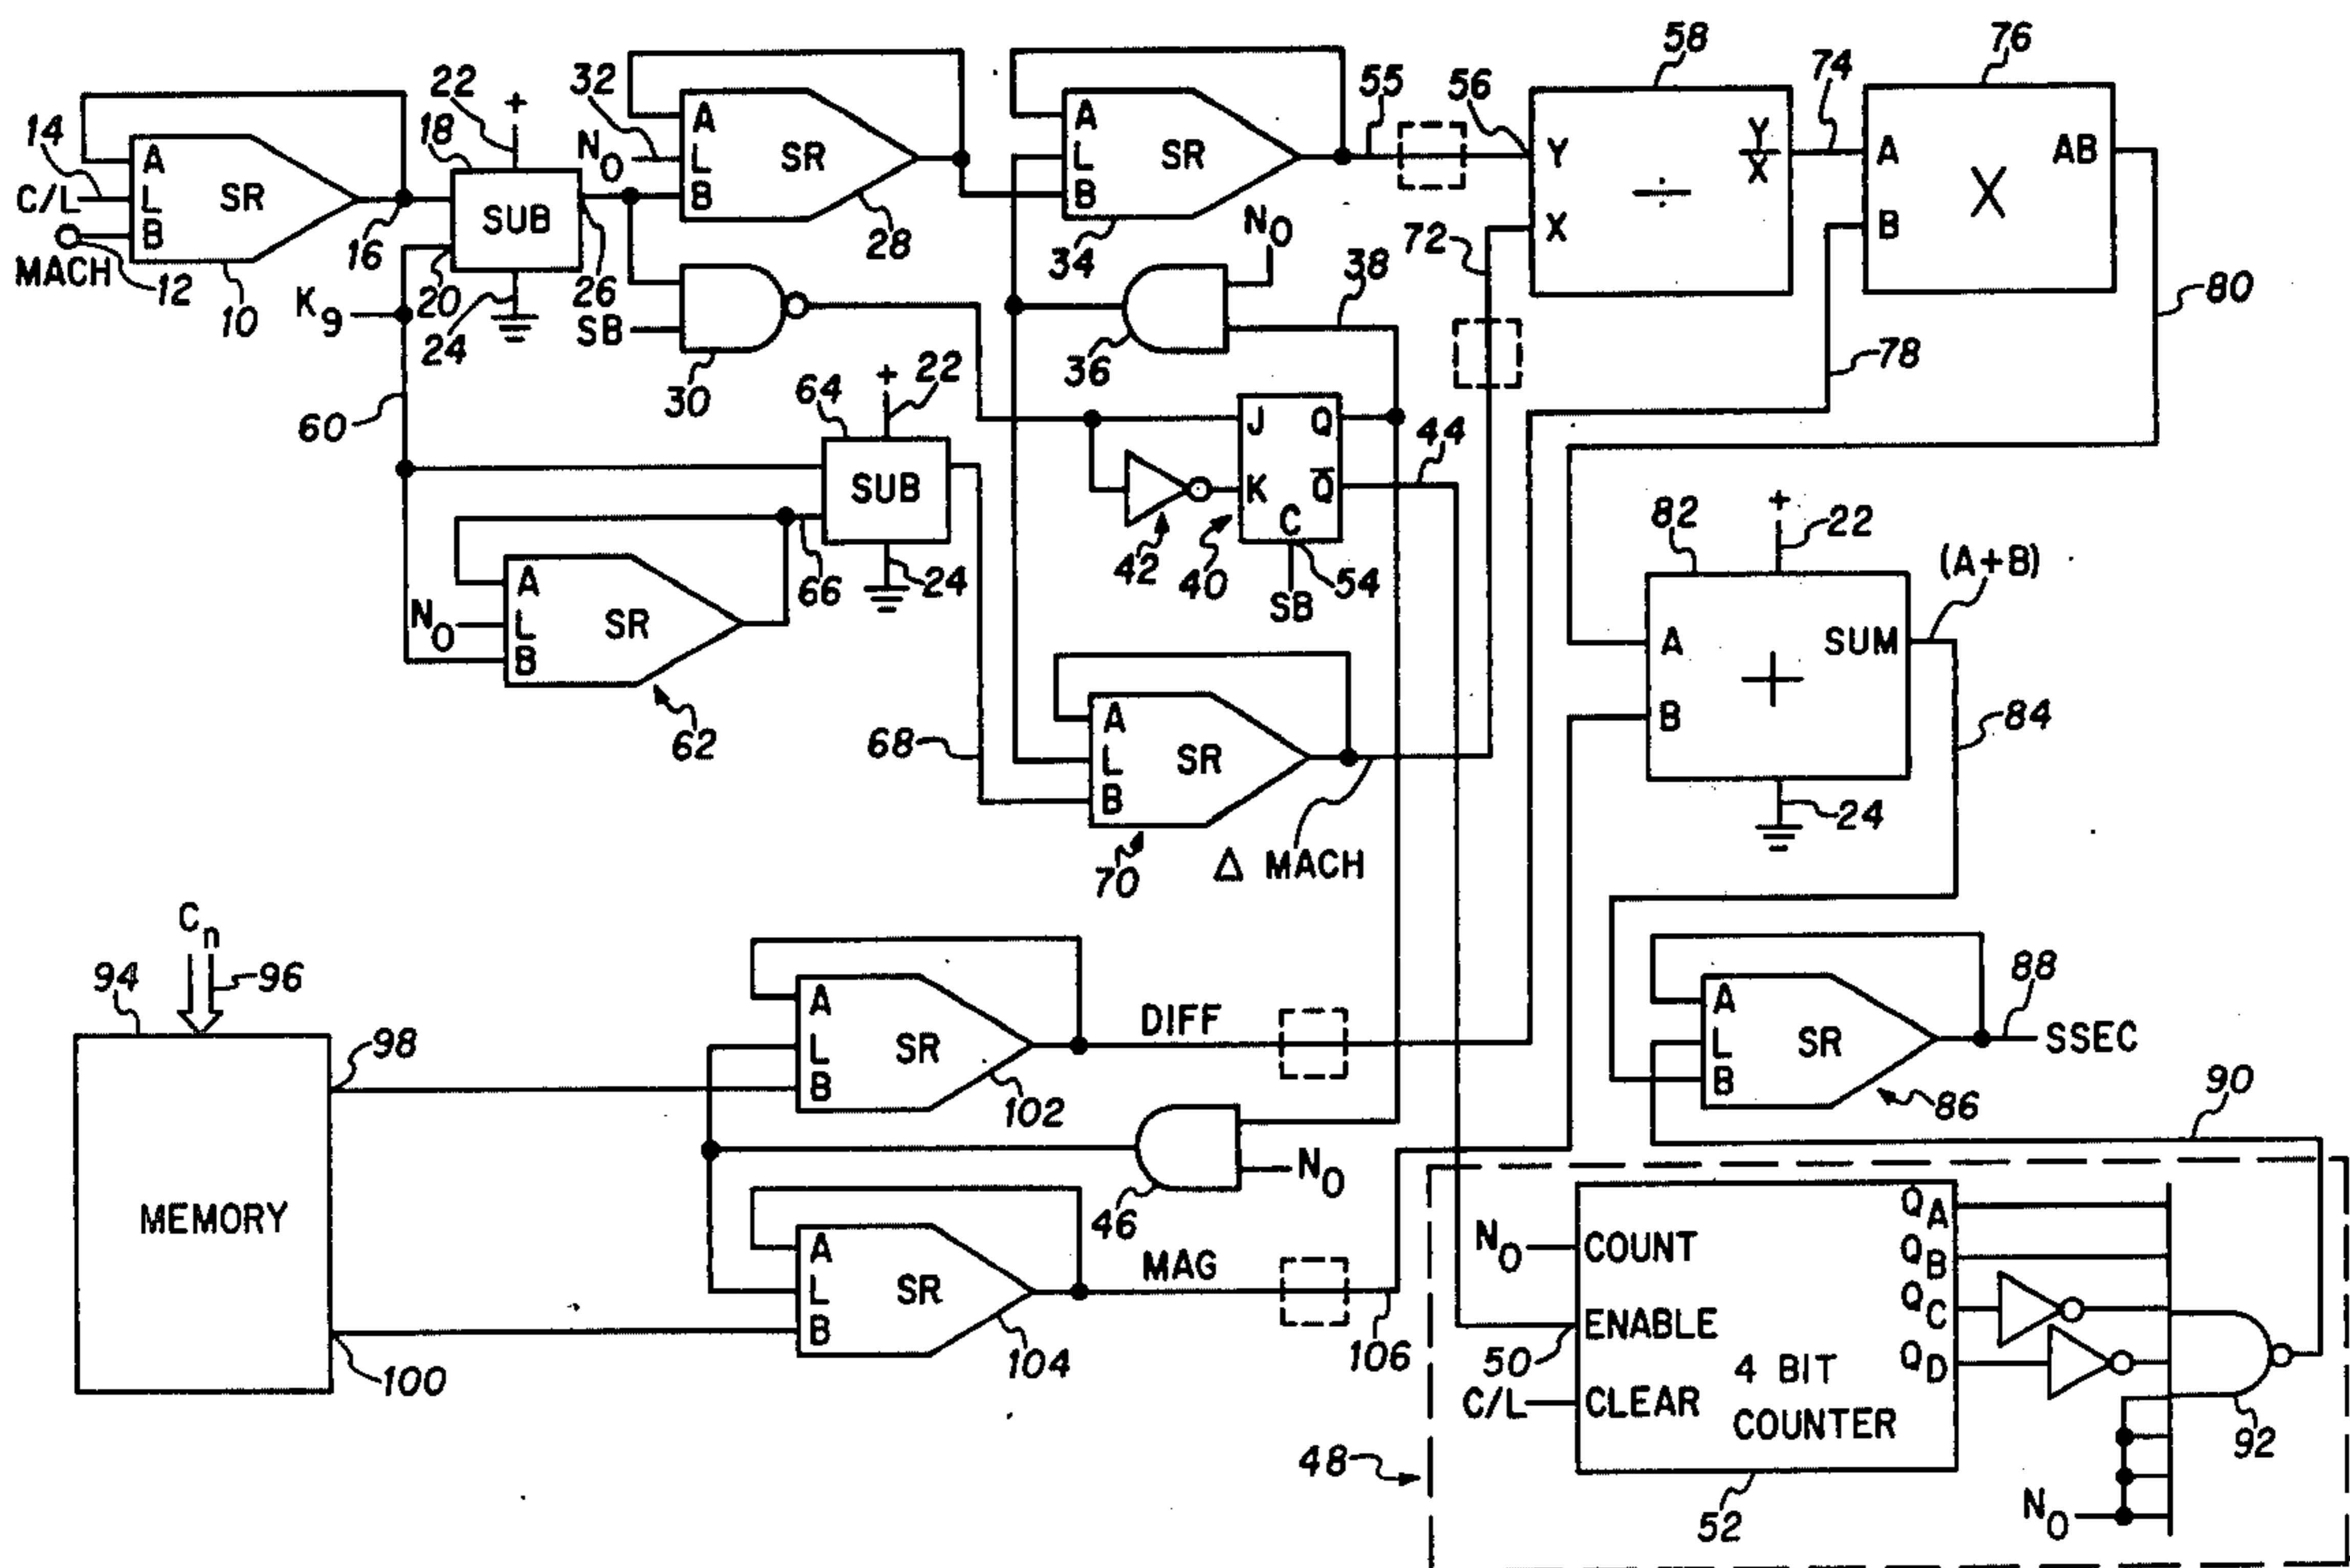 58
76
22
+
32
55
56
74
14
18
A
L
B
C/L
SR
MACH
12
10
16
20
SUB
26
24
N0
A
L
B
SR
28
A
L
B
SR
34
Y
X
÷
Y
X
A
B
X
AB
K9
SB
30
N0
36
38
72
78
80
60
64
+
22
SUB
66
24
42
J
K
Q
Q̅
C
40
54
SB
44
N0
A
L
B
SR
62
68
A
L
B
SR
70
Δ MACH
82
+
22
(A+B)
A
B
+
SUM
84
24
Cn
94
96
98
MEMORY
100
A
L
B
SR
DIFF
102
46
N0
A
L
B
SR
MAG
104
106
A
L
B
SR
88
SSEC
86
90
N0
COUNT
50
ENABLE
C/L
CLEAR
4 BIT
COUNTER
QA
QB
QC
QD
48
52
92
N0